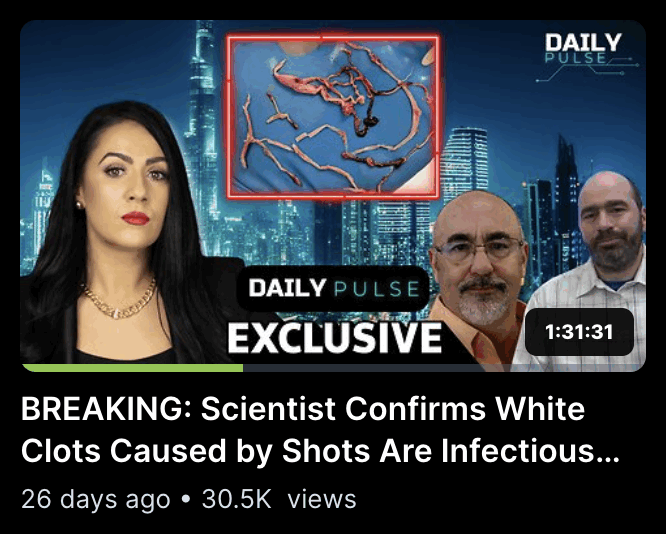 DAILY
PULSE
DAILY PULSE
EXCLUSIVE
1:31:31
BREAKING: Scientist Confirms White
Clots Caused by Shots Are Infectious...
26 days ago • 30.5K views